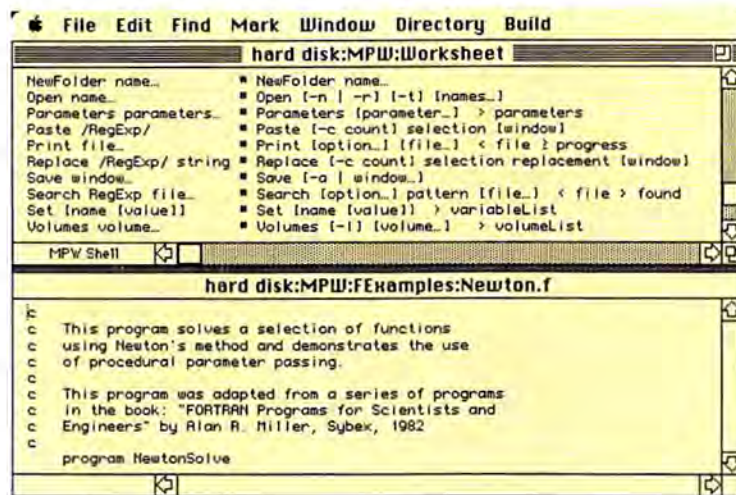 File Edit Find Mark Window Directory Build
hard disk:MPW:Worksheet
NewFolder name… ■ NewFolder name…
Open name… ■ Open [-n | -r] [-t] [names…]
Parameters parameters… ■ Parameters [parameter…] > parameters
Paste /RegExp/ ■ Paste [-c count] selection [window]
Print file… ■ Print [option…] [file…] < file ≥ progress
Replace /RegExp/ string ■ Replace [-c count] selection replacement [window]
Save window… ■ Save [-a | window…]
Search RegExp file… ■ Search [option…] pattern [file…] < file > found
Set [name [value]] ■ Set [name [value]] > variableList
Volumes volume… ■ Volumes [-l] [volume…] > volumeList
MPW Shell
hard disk:MPW:FExamples:Newton.f
c
c This program solves a selection of functions
c using Newton's method and demonstrates the use
c of procedural parameter passing.
c
c This program was adapted from a series of programs
c in the book: "FORTRAN Programs for Scientists and
c Engineers" by Alan R. Miller, Sybex, 1982
c
program NewtonSolve